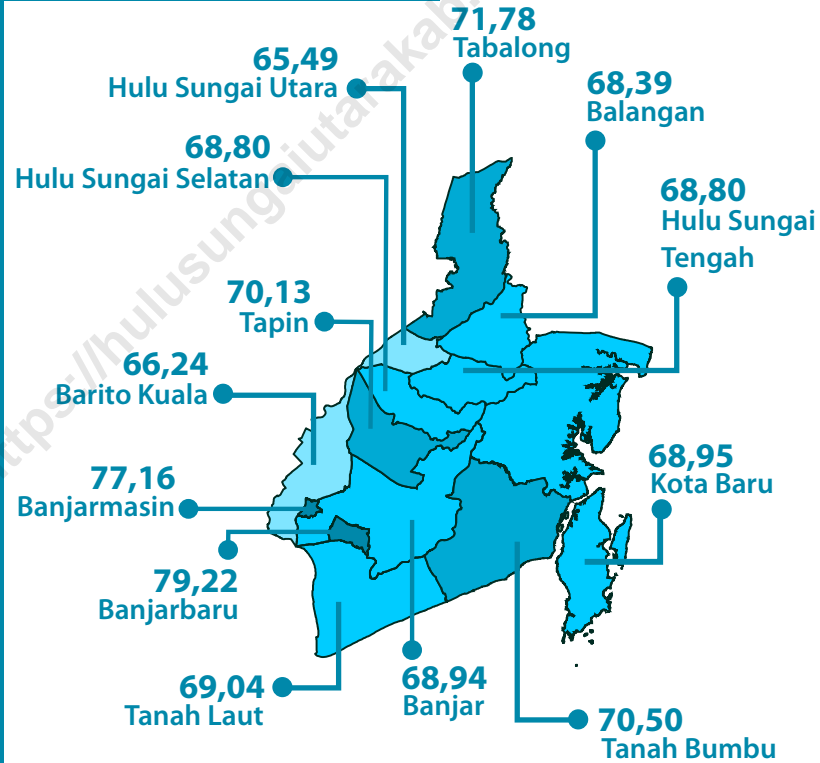 71,78
Tabalong
65,49
Hulu Sungai Utara
68,39
Balangan
68,80
Hulu Sungai Selatan
68,80
Hulu Sungai
Tengah
70,13
Tapin
66,24
Barito Kuala
77,16
Banjarmasin
68,95
Kota Baru
79,22
Banjarbaru
69,04
Tanah Laut
68,94
Banjar
70,50
Tanah Bumbu
https://hulusungaiutarakab.